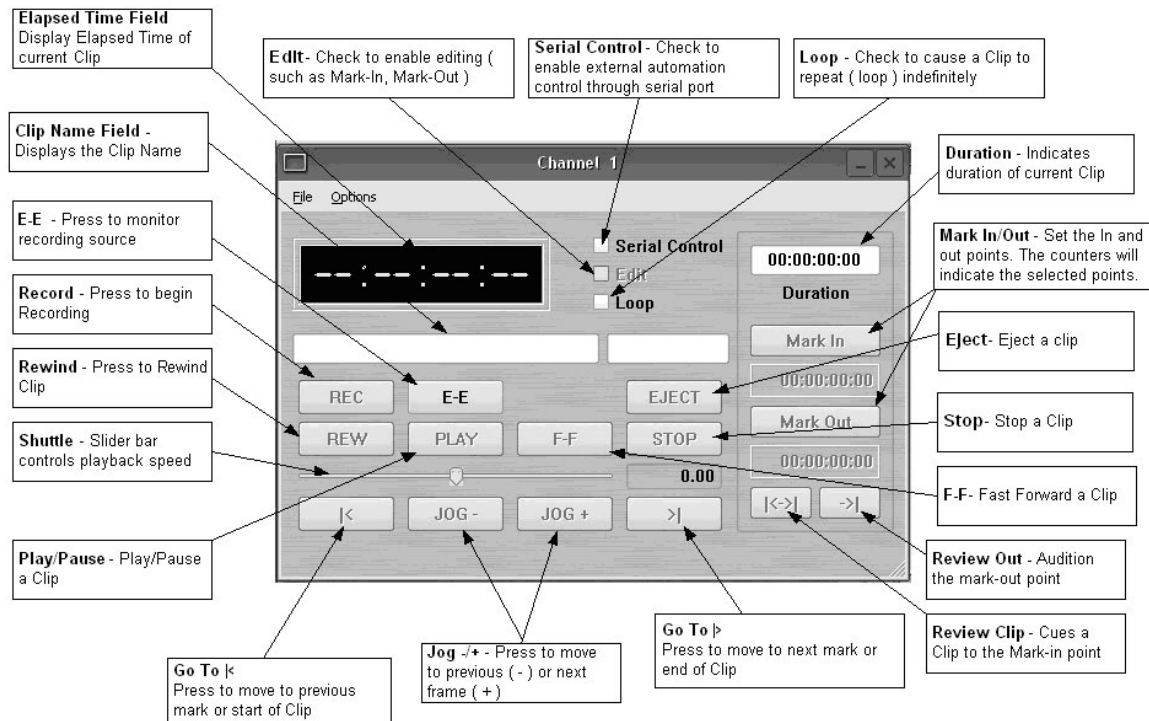 Elapsed Time Field
Display Elapsed Time of
current Clip
Edit- Check to enable editing (
such as Mark-In, Mark-Out )
Serial Control - Check to
enable external automation
control through serial port
Loop - Check to cause a Clip to
repeat ( loop ) indefinitely
Clip Name Field -
Displays the Clip Name
E-E - Press to monitor
recording source
Record - Press to begin
Recording
Rewind - Press to Rewind
Clip
Shuttle - Slider bar
controls playback speed
Play/Pause - Play/Pause
a Clip
Channel 1
File Options
--:--:--:--
Serial Control
Edit
Loop
00:00:00:00
Duration
Mark In
00:00:00:00
Mark Out
00:00:00:00
REC E-E EJECT
REW PLAY F-F STOP
0.00
|< JOG - JOG + >|
|<->| ->|
Duration - Indicates
duration of current Clip
Mark In/Out - Set the In and
out points. The counters will
indicate the selected points.
Eject- Eject a clip
Stop- Stop a Clip
F-F- Fast Forward a Clip
Review Out - Audition
the mark-out point
Review Clip - Cues a
Clip to the Mark-in point
Go To |<
Press to move to previous
mark or start of Clip
Jog -/+ - Press to move
to previous ( - ) or next
frame ( + )
Go To |>
Press to move to next mark or
end of Clip